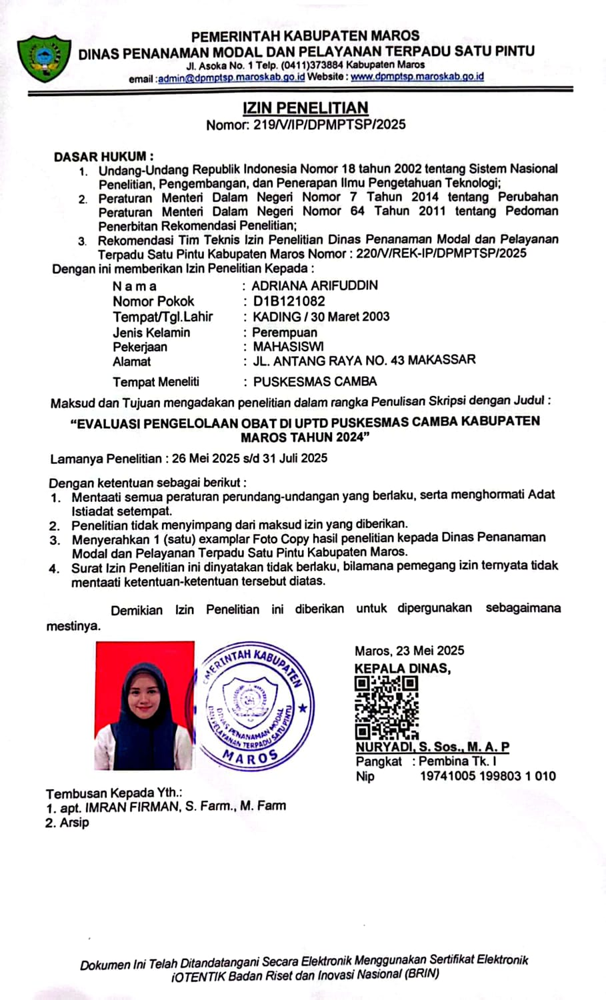 PEMERINTAH KABUPATEN MAROS
DINAS PENANAMAN MODAL DAN PELAYANAN TERPADU SATU PINTU
Jl. Asoka No. 1 Telp. (0411)373884 Kabupaten Maros
email :admin@dpmptsp.maroskab.go.id Website : www.dpmptsp.maroskab.go.id
IZIN PENELITIAN
Nomor: 219/V/IP/DPMPTSP/2025
DASAR HUKUM :
1. Undang-Undang Republik Indonesia Nomor 18 tahun 2002 tentang Sistem Nasional
Penelitian, Pengembangan, dan Penerapan Ilmu Pengetahuan Teknologi;
2. Peraturan Menteri Dalam Negeri Nomor 7 Tahun 2014 tentang Perubahan
Peraturan Menteri Dalam Negeri Nomor 64 Tahun 2011 tentang Pedoman
Penerbitan Rekomendasi Penelitian;
3. Rekomendasi Tim Teknis Izin Penelitian Dinas Penanaman Modal dan Pelayanan
Terpadu Satu Pintu Kabupaten Maros Nomor : 220/V/REK-IP/DPMPTSP/2025
Dengan ini memberikan Izin Penelitian Kepada :
N a m a : ADRIANA ARIFUDDIN
Nomor Pokok : D1B121082
Tempat/Tgl.Lahir : KADING / 30 Maret 2003
Jenis Kelamin : Perempuan
Pekerjaan : MAHASISWI
Alamat : JL. ANTANG RAYA NO. 43 MAKASSAR
Tempat Meneliti : PUSKESMAS CAMBA
Maksud dan Tujuan mengadakan penelitian dalam rangka Penulisan Skripsi dengan Judul :
“EVALUASI PENGELOLAAN OBAT DI UPTD PUSKESMAS CAMBA KABUPATEN
MAROS TAHUN 2024”
Lamanya Penelitian : 26 Mei 2025 s/d 31 Juli 2025
Dengan ketentuan sebagai berikut :
1. Mentaati semua peraturan perundang-undangan yang berlaku, serta menghormati Adat
Istiadat setempat.
2. Penelitian tidak menyimpang dari maksud izin yang diberikan.
3. Menyerahkan 1 (satu) examplar Foto Copy hasil penelitian kepada Dinas Penanaman
Modal dan Pelayanan Terpadu Satu Pintu Kabupaten Maros.
4. Surat Izin Penelitian ini dinyatakan tidak berlaku, bilamana pemegang izin ternyata tidak
mentaati ketentuan-ketentuan tersebut diatas.
Demikian Izin Penelitian ini diberikan untuk dipergunakan sebagaimana
mestinya.
MERINTAH KABUPATEN
DINAS PENANAMAN MODAL
DAN PELAYANAN TERPADU SATU PINTU
MAROS
Maros, 23 Mei 2025
KEPALA DINAS,
NURYADI, S. Sos., M. A. P
Pangkat : Pembina Tk. I
Nip 19741005 199803 1 010
Tembusan Kepada Yth.:
1. apt. IMRAN FIRMAN, S. Farm., M. Farm
2. Arsip
Dokumen Ini Telah Ditandatangani Secara Elektronik Menggunakan Sertifikat Elektronik
iOTENTIK Badan Riset dan Inovasi Nasional (BRIN)